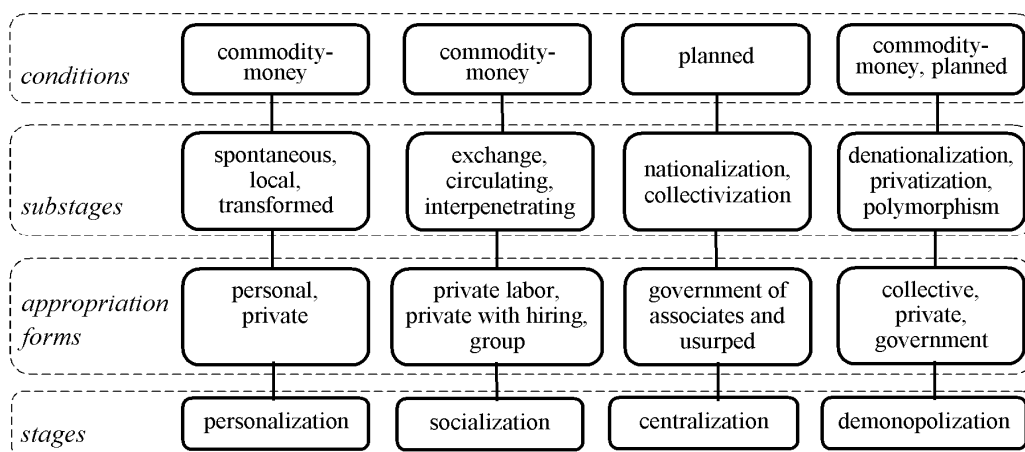 conditions
commodity-
money
commodity-
money
planned
commodity-
money, planned
substages
spontaneous,
local,
transformed
exchange,
circulating,
interpenetrating
nationalization,
collectivization
denationalization,
privatization,
polymorphism
appropriation
forms
personal,
private
private labor,
private with hiring,
group
government of
associates and
usurped
collective,
private,
government
stages
personalization
socialization
centralization
demonopolization